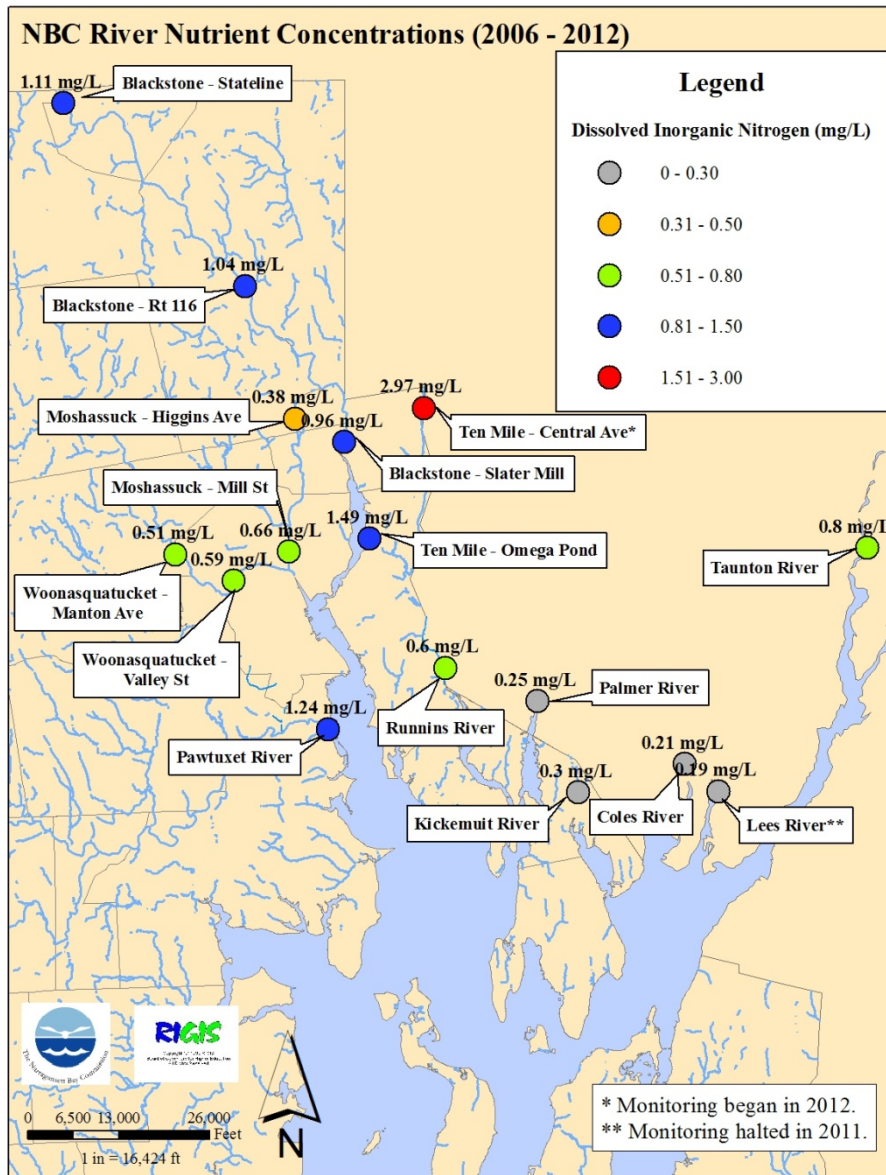 NBC River Nutrient Concentrations (2006 - 2012)
Legend
Dissolved Inorganic Nitrogen (mg/L)
0 - 0.30
0.31 - 0.50
0.51 - 0.80
0.81 - 1.50
1.51 - 3.00
1.11 mg/L
Blackstone - Stateline
1.04 mg/L
Blackstone - Rt 116
0.38 mg/L
Moshassuck - Higgins Ave
2.97 mg/L
Ten Mile - Central Ave*
0.96 mg/L
Blackstone - Slater Mill
Moshassuck - Mill St
0.66 mg/L
1.49 mg/L
Ten Mile - Omega Pond
0.51 mg/L
Woonasquatucket -
Manton Ave
0.59 mg/L
Woonasquatucket -
Valley St
0.8 mg/L
Taunton River
0.6 mg/L
Runnins River
0.25 mg/L
Palmer River
1.24 mg/L
Pawtuxet River
0.3 mg/L
Kickemuit River
0.21 mg/L
Coles River
0.19 mg/L
Lees River**
The Narragansett Bay Commission
RIGIS
0 6,500 13,000 26,000
Feet
1 in = 16,424 ft
N
* Monitoring began in 2012.
** Monitoring halted in 2011.